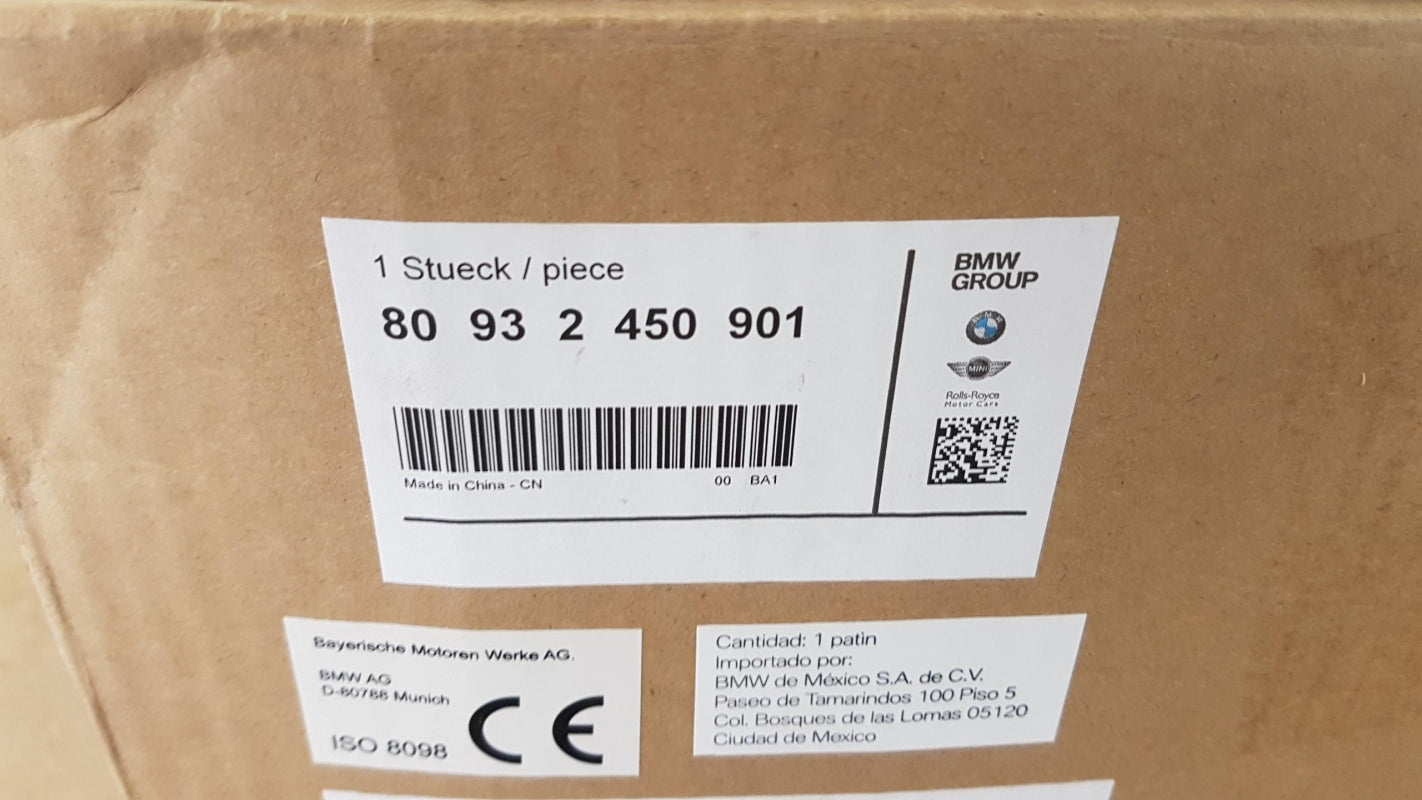 1 Stueck / piece
80 93 2 450 901
Made in China - CN
00 BA1
BMW
GROUP
BMW
MINI
Rolls-Royce
Motor Cars
Bayerische Motoren Werke AG.
BMW AG
D-80788 Munich
ISO 8098
CE
Cantidad: 1 patìn
Importado por:
BMW de México S.A. de C.V.
Paseo de Tamarindos 100 Piso 5
Col. Bosques de las Lomas 05120
Ciudad de Mexico